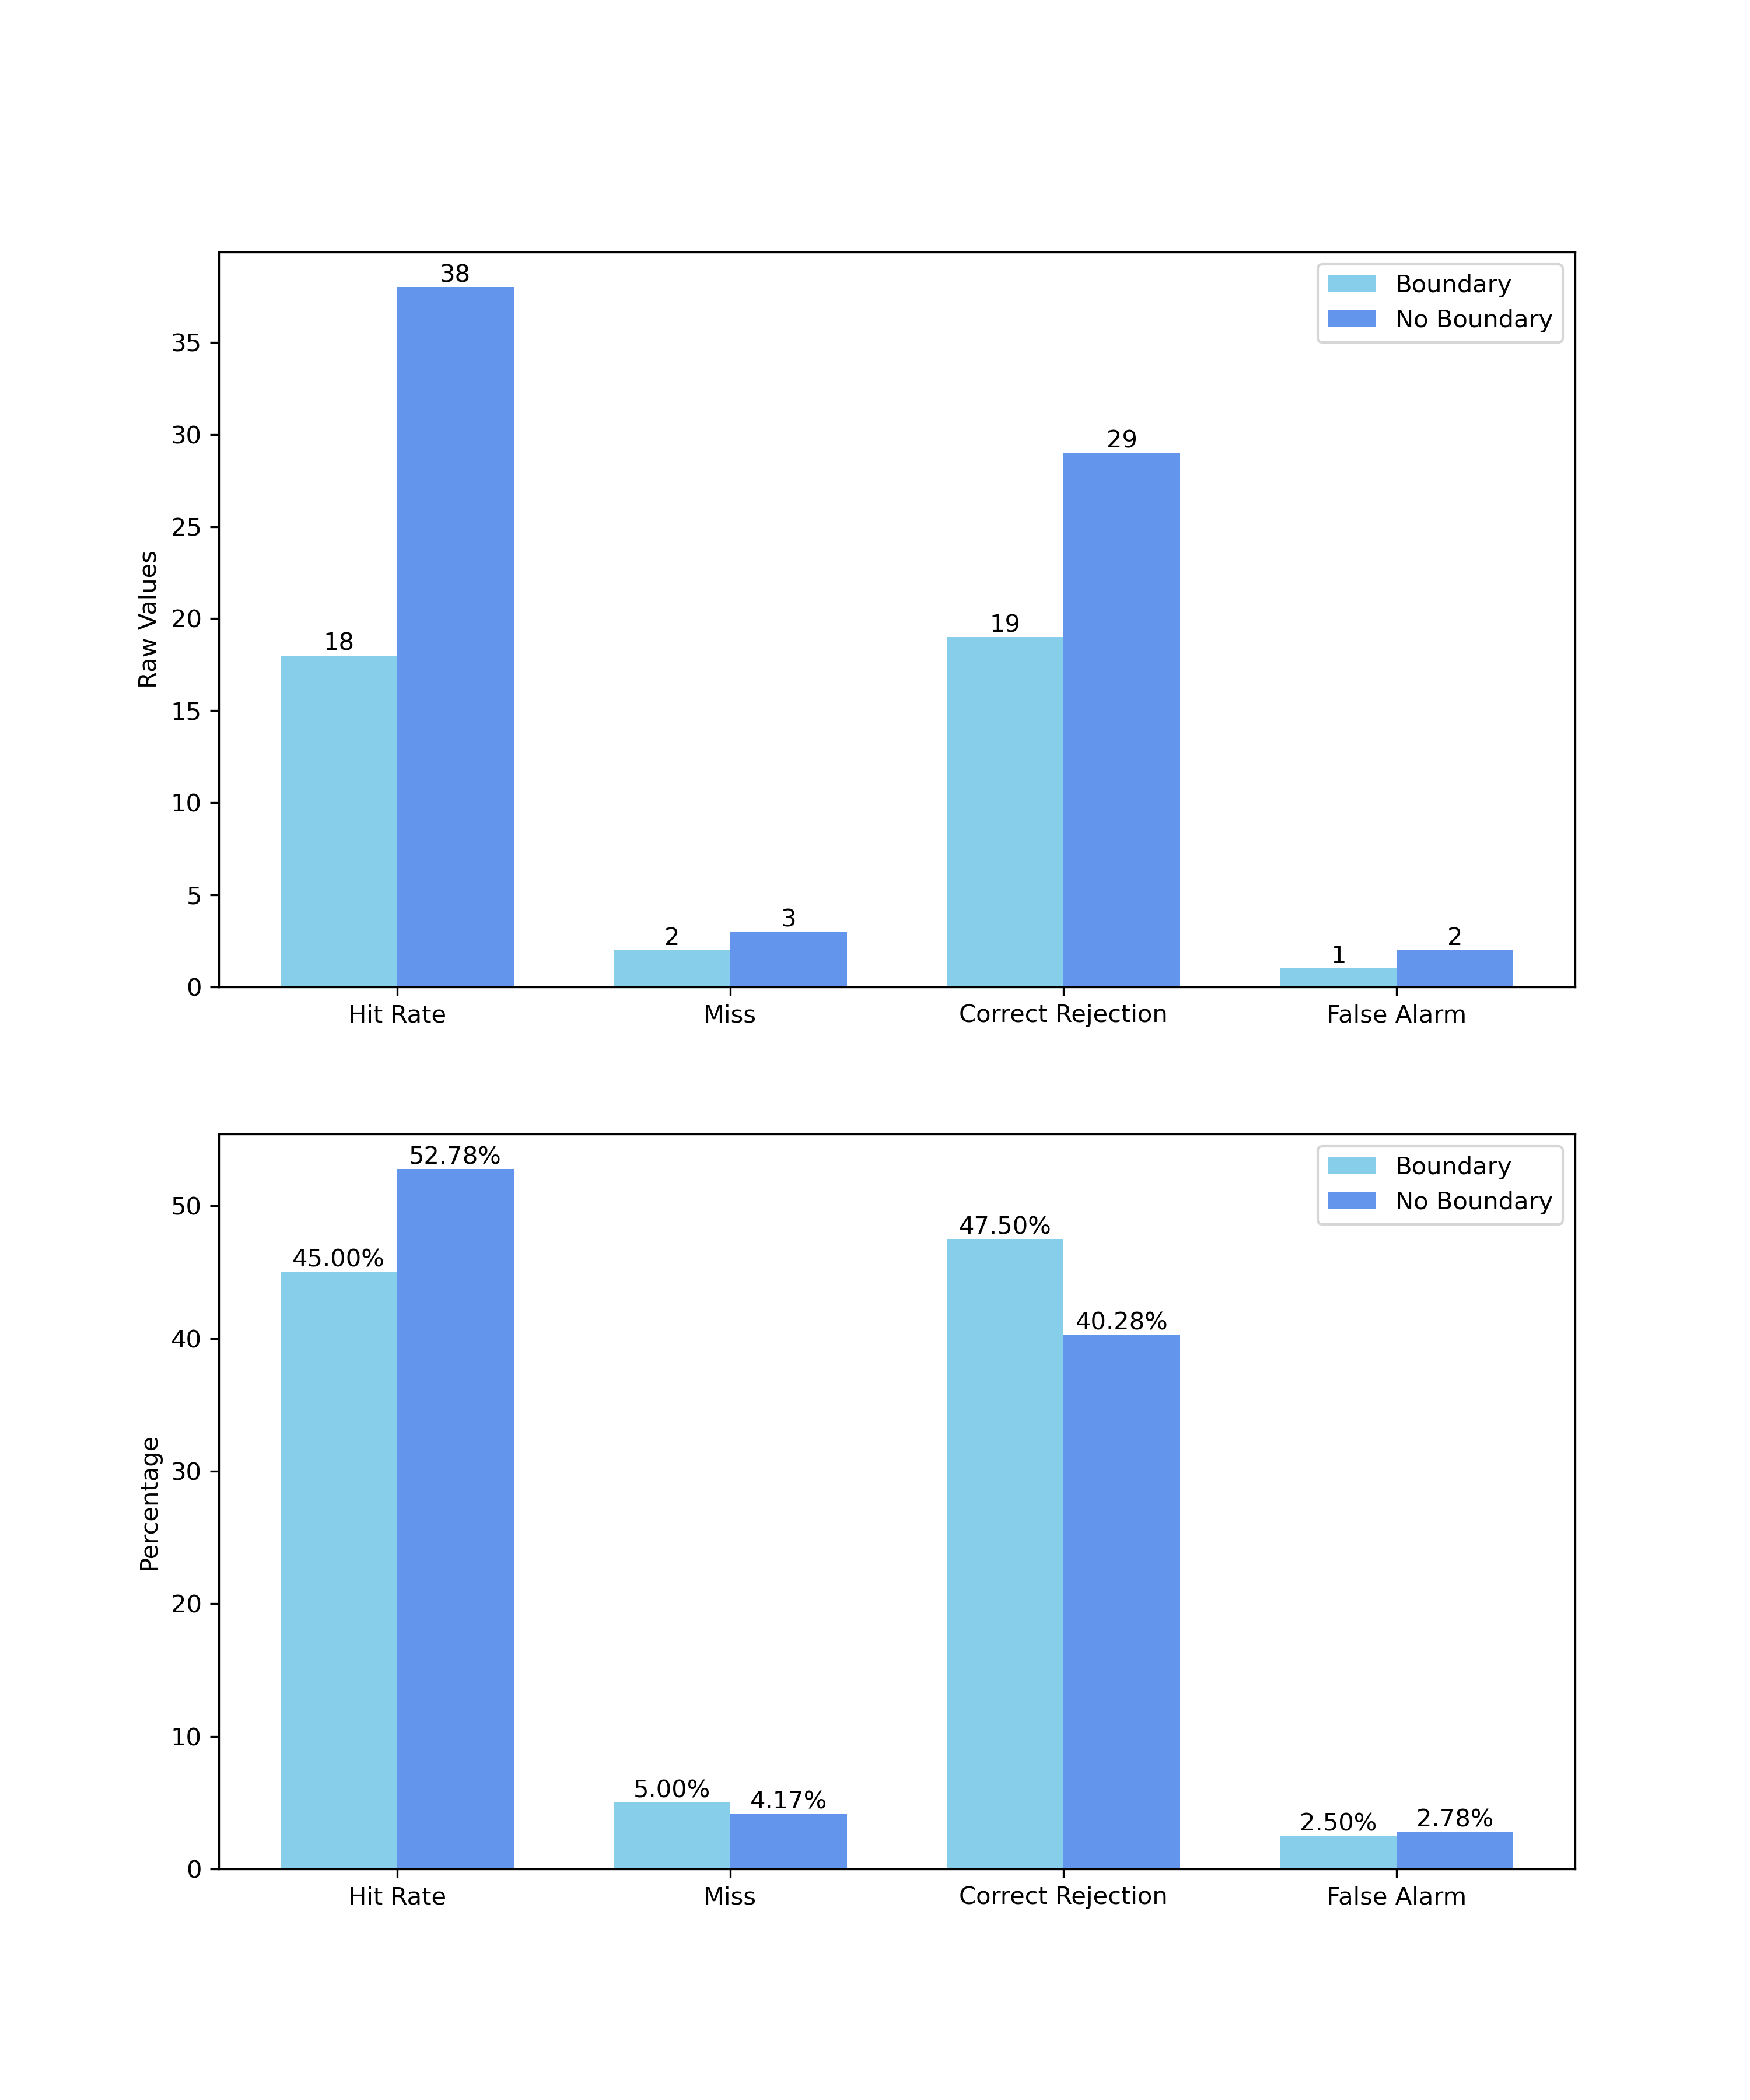 38
Boundary
No Boundary
35
30
29
25
Raw Values
20
18
19
15
10
5
2
3
1
2
0
Hit Rate
Miss
Correct Rejection
False Alarm
52.78%
Boundary
No Boundary
50
47.50%
45.00%
40
40.28%
Percentage
30
20
10
5.00%
4.17%
2.50%
2.78%
0
Hit Rate
Miss
Correct Rejection
False Alarm